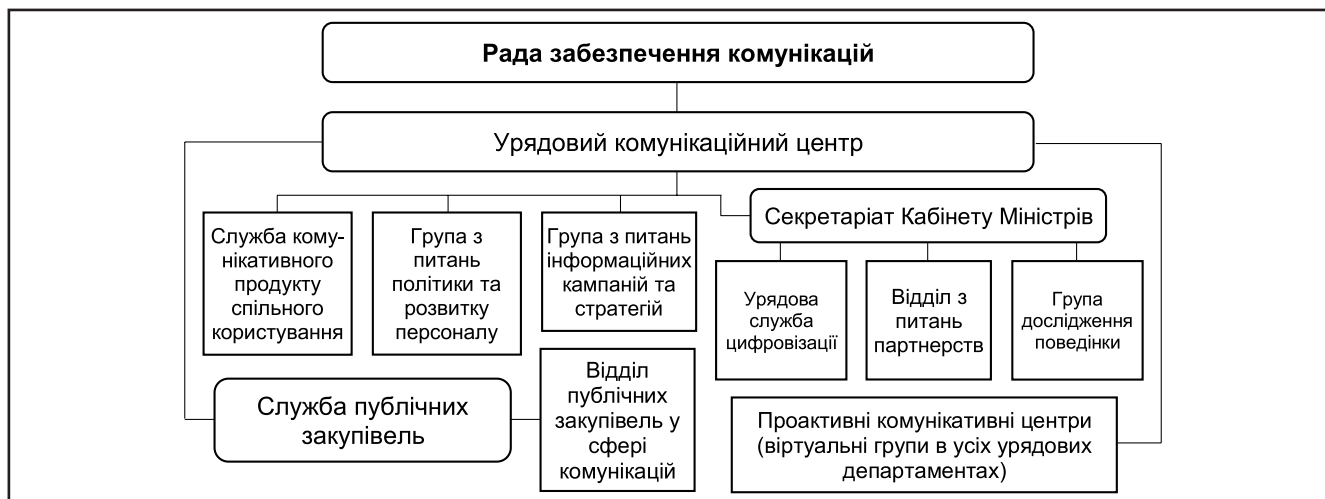 Рада забезпечення комунікацій
Урядовий комунікаційний центр
Служба кому-
нікативного
продукту
спільного
користування
Група з
питань
політики та
розвитку
персоналу
Група з питань
інформаційних
кампаній та
стратегій
Секретаріат Кабінету Міністрів
Урядова
служба
цифровізації
Відділ з
питань
партнерств
Група
дослідження
поведінки
Служба публічних
закупівель
Відділ
публічних
закупівель у
сфері
комунікацій
Проактивні комунікативні центри
(віртуальні групи в усіх урядових
департаментах)